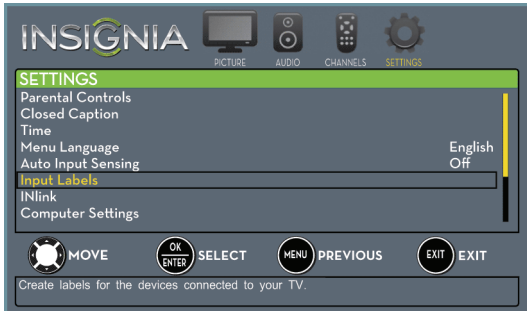 INSIGNIA
PICTURE AUDIO CHANNELS SETTINGS
SETTINGS
Parental Controls
Closed Caption
Time
Menu Language English
Auto Input Sensing Off
Input Labels
INlink
Computer Settings
MOVE OK ENTER SELECT MENU PREVIOUS EXIT EXIT
Create labels for the devices connected to your TV.